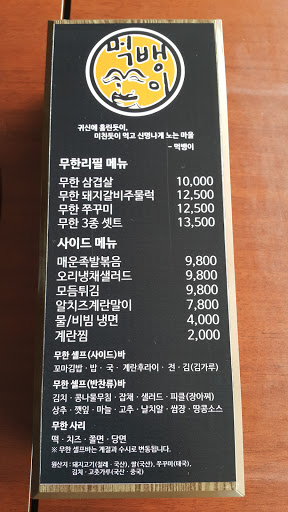 먹뱅이
귀신에 홀린듯이,
미친듯이 먹고 신명나게 노는 마을
- 먹뱅이
무한리필 메뉴
무한 삼겹살 10,000
무한 돼지갈비주물럭 12,500
무한 쭈꾸미 12,500
무한 3종 셋트 13,500
사이드 메뉴
매운족발볶음 9,800
오리냉채샐러드 9,800
모듬튀김 9,800
알치즈계란말이 7,800
물/비빔 냉면 4,000
계란찜 2,000
무한 셀프(사이드)바
꼬마김밥 · 밥 · 국 · 계란후라이 · 전 · 김(김가루)
무한 셀프(반찬류)바
김치 · 콩나물무침 · 잡채 · 샐러드 · 피클(장아찌)
상추 · 깻잎 · 마늘 · 고추 · 날치알 · 쌈장 · 땅콩소스
무한 사리
떡 · 치즈 · 쫄면 · 당면
※ 무한 셀프바는 계절과 수시로 변동됩니다.
원산지 : 돼지고기(칠레 · 국산), 쌀(국산), 쭈꾸미(태국),
김치 · 고춧가루(국산 · 중국)